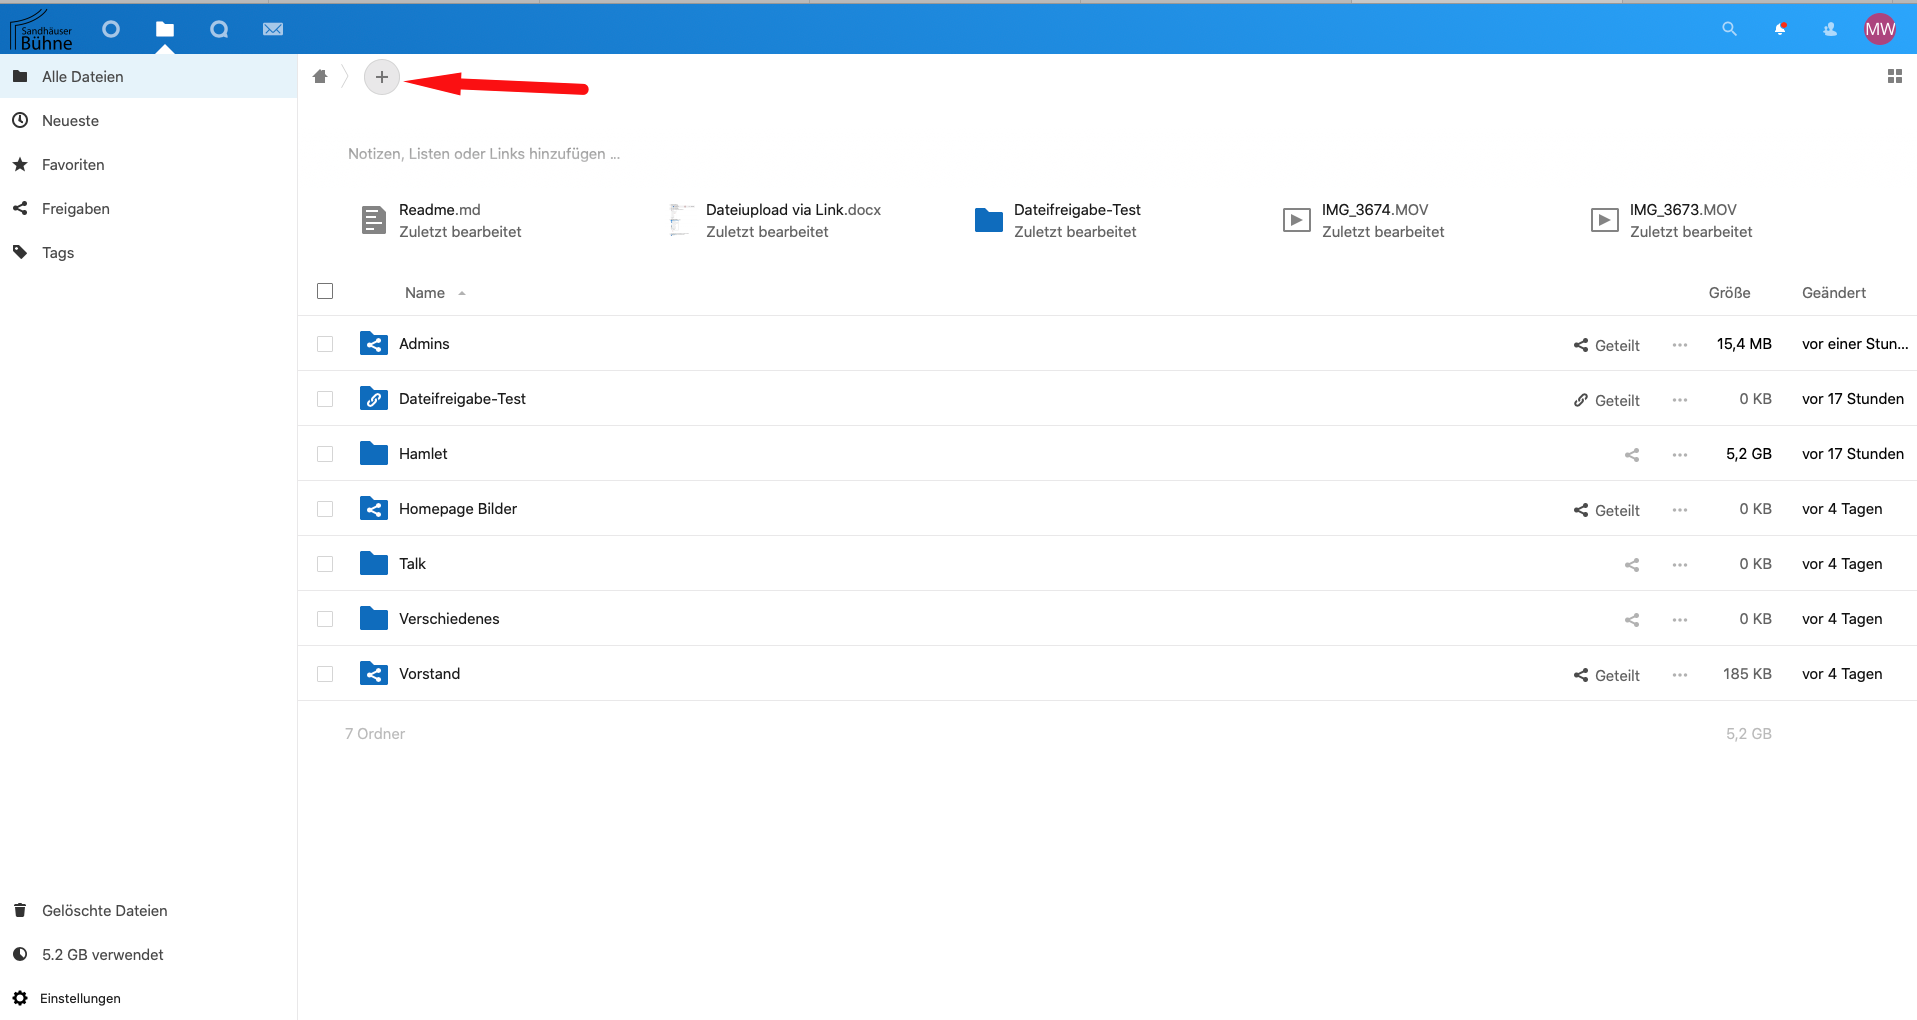 Sandhäuser
Bühne
MW
Alle Dateien
Neueste
Favoriten
Freigaben
Tags
Notizen, Listen oder Links hinzufügen ...
Readme.md
Zuletzt bearbeitet
Dateiupload via Link.docx
Zuletzt bearbeitet
Dateifreigabe-Test
Zuletzt bearbeitet
IMG_3674.MOV
Zuletzt bearbeitet
IMG_3673.MOV
Zuletzt bearbeitet
Name Größe Geändert
Admins Geteilt 15,4 MB vor einer Stun...
Dateifreigabe-Test Geteilt 0 KB vor 17 Stunden
Hamlet 5,2 GB vor 17 Stunden
Homepage Bilder Geteilt 0 KB vor 4 Tagen
Talk 0 KB vor 4 Tagen
Verschiedenes 0 KB vor 4 Tagen
Vorstand Geteilt 185 KB vor 4 Tagen
7 Ordner 5,2 GB
Gelöschte Dateien
5.2 GB verwendet
Einstellungen